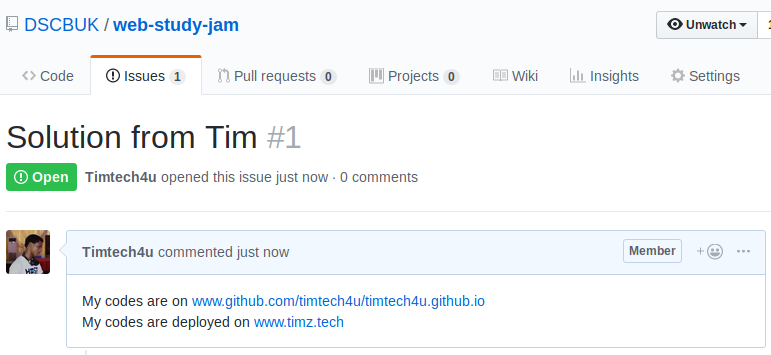 DSCBUK / web-study-jam
Unwatch
Code Issues 1 Pull requests 0 Projects 0 Wiki Insights Settings
Solution from Tim #1
Open Timtech4u opened this issue just now · 0 comments
Timtech4u commented just now Member
My codes are on www.github.com/timtech4u/timtech4u.github.io
My codes are deployed on www.timz.tech